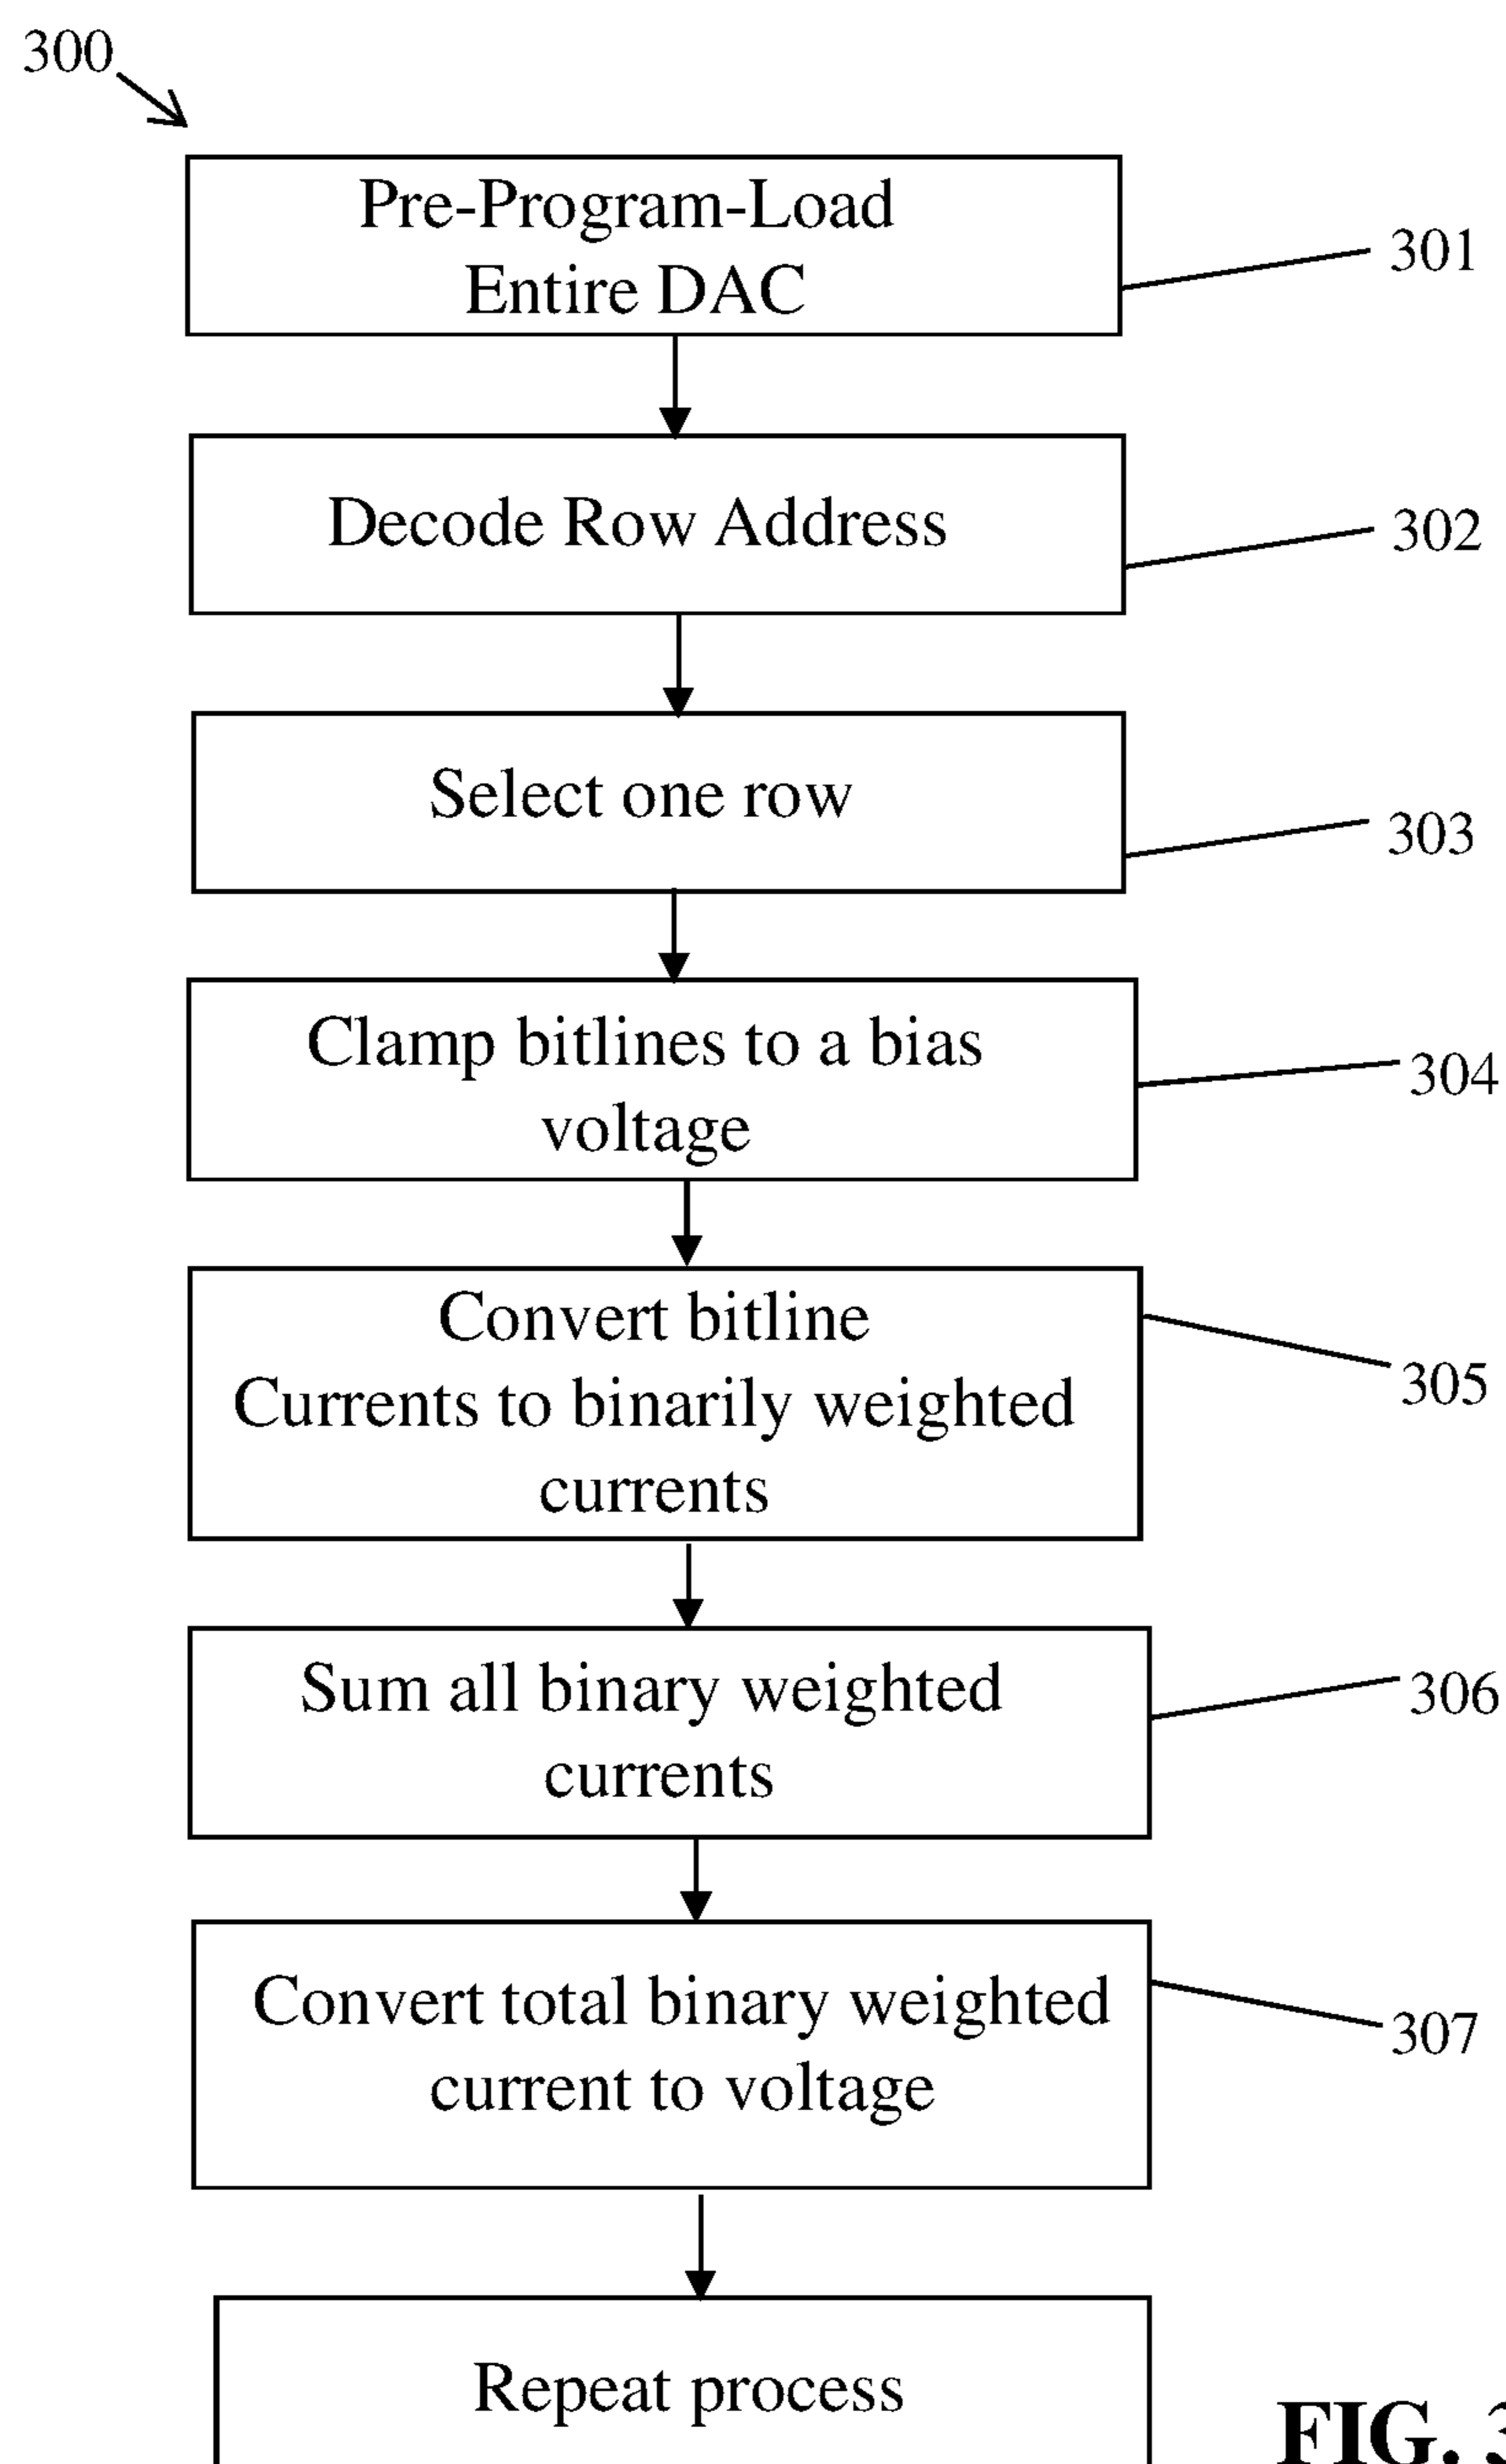 300
Pre-Program-Load
Entire DAC
301
Decode Row Address
302
Select one row
303
Clamp bitlines to a bias
voltage
304
Convert bitline
Currents to binarily weighted
currents
305
Sum all binary weighted
currents
306
Convert total binary weighted
current to voltage
307
Repeat process
FIG. 3